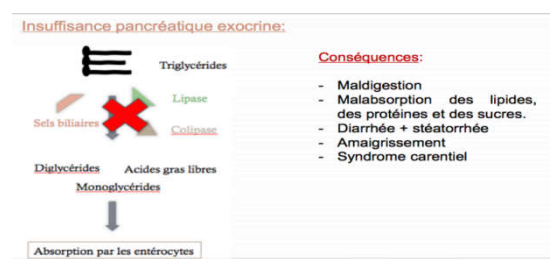 Insuffisance pancréatique exocrine:
Triglycérides
Lipase
Sels biliaires
Colipase
Diglycérides Acides gras libres
Monoglycérides
Absorption par les entérocytes
Conséquences:
- Maldigestion
- Malabsorption des lipides,
des protéines et des sucres.
- Diarrhée + stéatorrhée
- Amaigrissement
- Syndrome carentiel